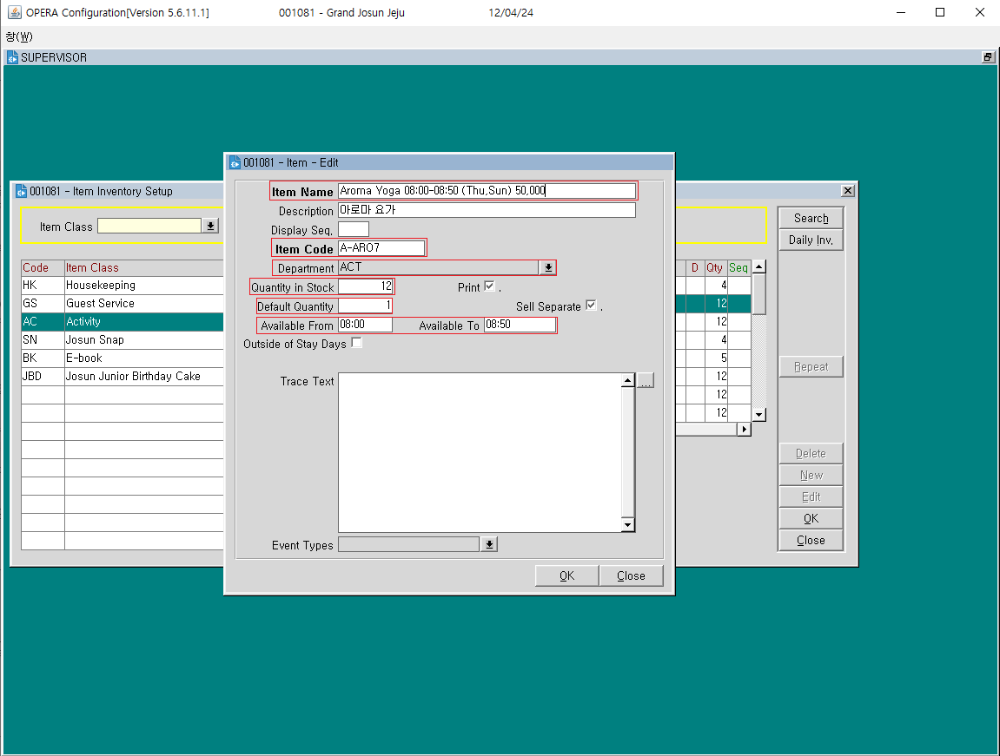 OPERA Configuration[Version 5.6.11.1] 001081 - Grand Josun Jeju 12/04/24
창(W)
SUPERVISOR
001081 - Item Inventory Setup
Item Class
Code Item Class
HK Housekeeping
GS Guest Service
AC Activity
SN Josun Snap
BK E-book
JBD Josun Junior Birthday Cake
001081 - Item - Edit
Item Name Aroma Yoga 08:00-08:50 (Thu,Sun) 50,000
Description 아로마 요가
Display Seq.
Item Code A-ARO7
Department ACT
Quantity in Stock 12 Print .
Default Quantity 1 Sell Separate .
Available From 08:00 Available To 08:50
Outside of Stay Days
Trace Text ...
Event Types
OK Close
D Qty Seq
4
12
12
4
5
12
12
12
Search
Daily Inv.
Repeat
Delete
New
Edit
OK
Close